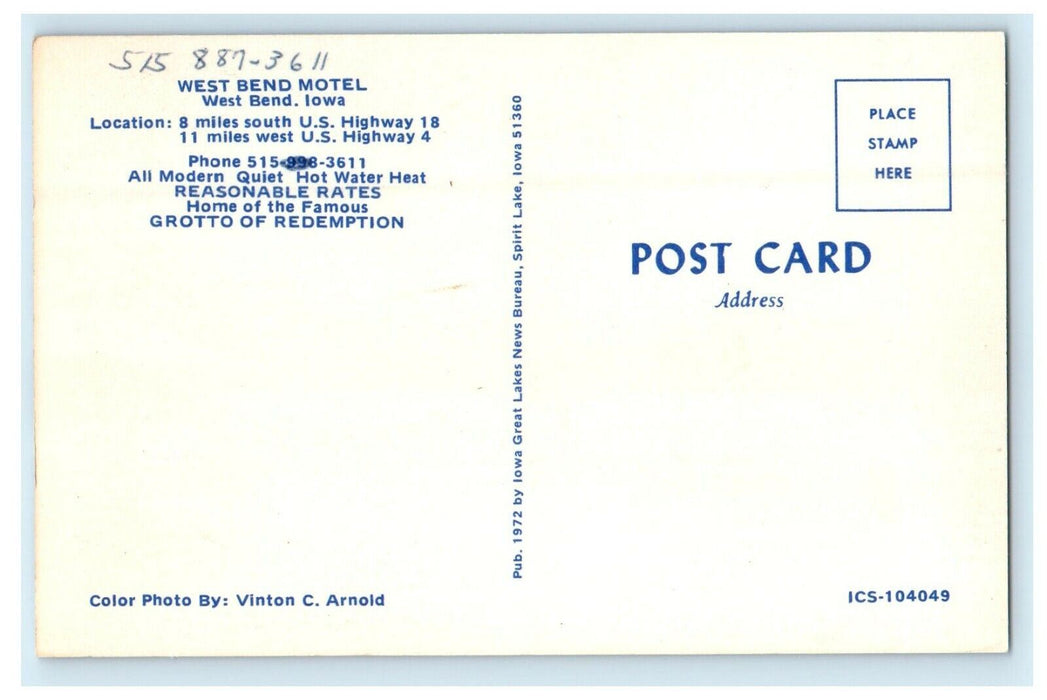 515 887-3611
WEST BEND MOTEL
West Bend, Iowa
Location: 8 miles south U.S. Highway 18
11 miles west U.S. Highway 4
Phone 515-998-3611
All Modern Quiet Hot Water Heat
REASONABLE RATES
Home of the Famous
GROTTO OF REDEMPTION
Color Photo By: Vinton C. Arnold
Pub. 1972 by Iowa Great Lakes News Bureau, Spirit Lake, Iowa 51360
PLACE
STAMP
HERE
POST CARD
Address
ICS-104049